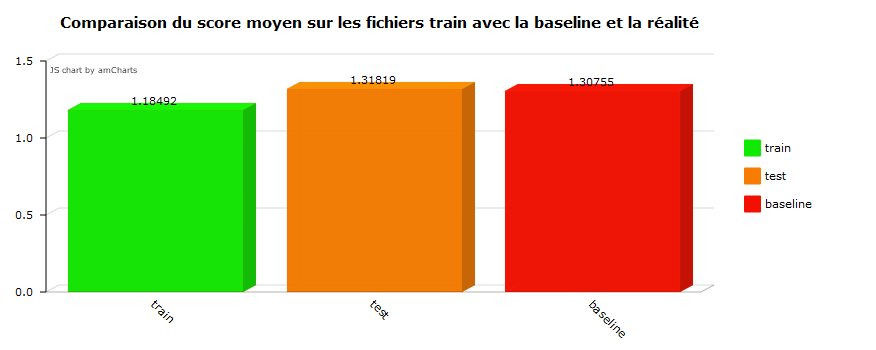 Comparaison du score moyen sur les fichiers train avec la baseline et la réalité
JS chart by amCharts
1.5
1.0
0.5
0.0
1.18492
1.31819
1.30755
train
test
baseline
train
test
baseline